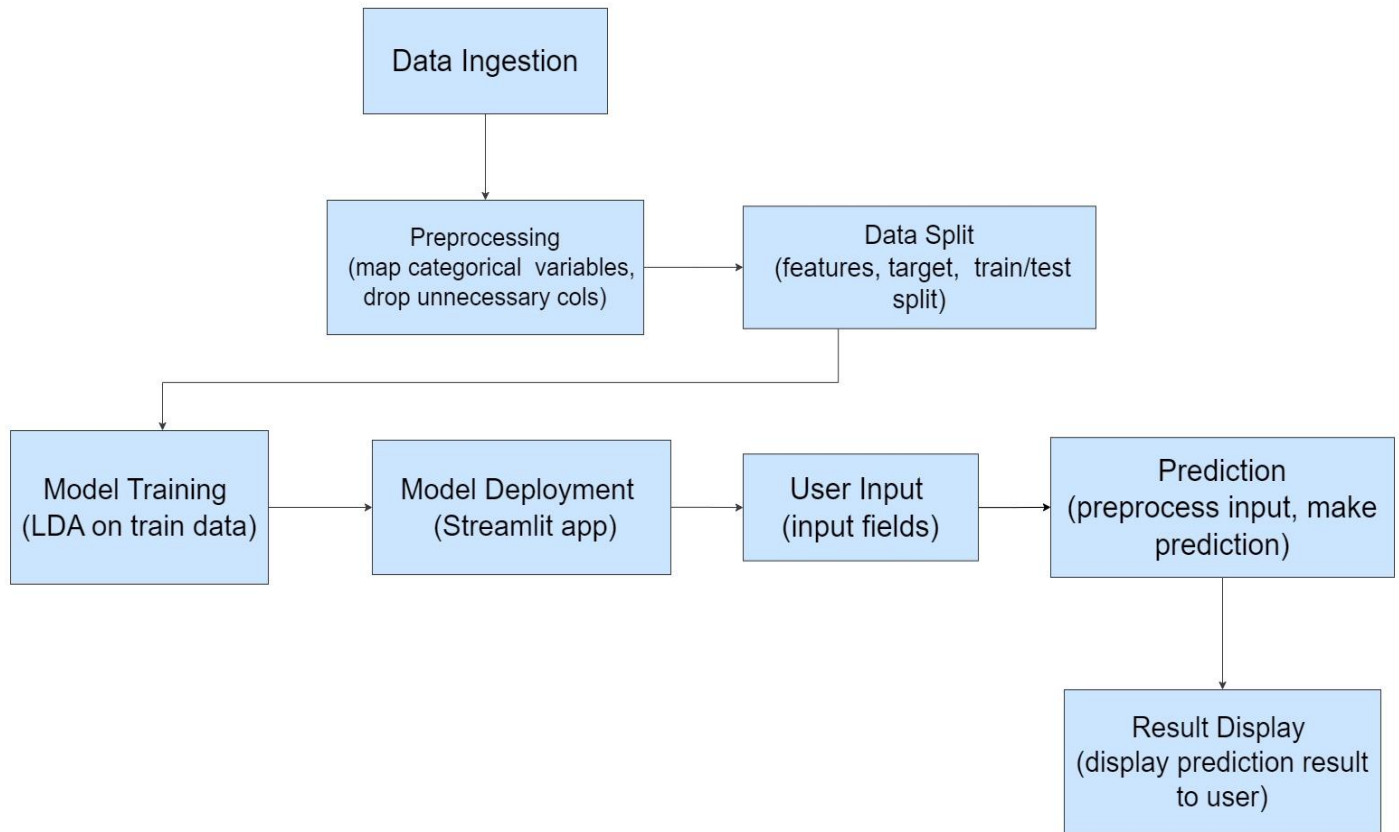 Data Ingestion
Preprocessing
(map categorical variables,
drop unnecessary cols)
Data Split
(features, target, train/test
split)
Model Training
(LDA on train data)
Model Deployment
(Streamlit app)
User Input
(input fields)
Prediction
(preprocess input, make
prediction)
Result Display
(display prediction result
to user)